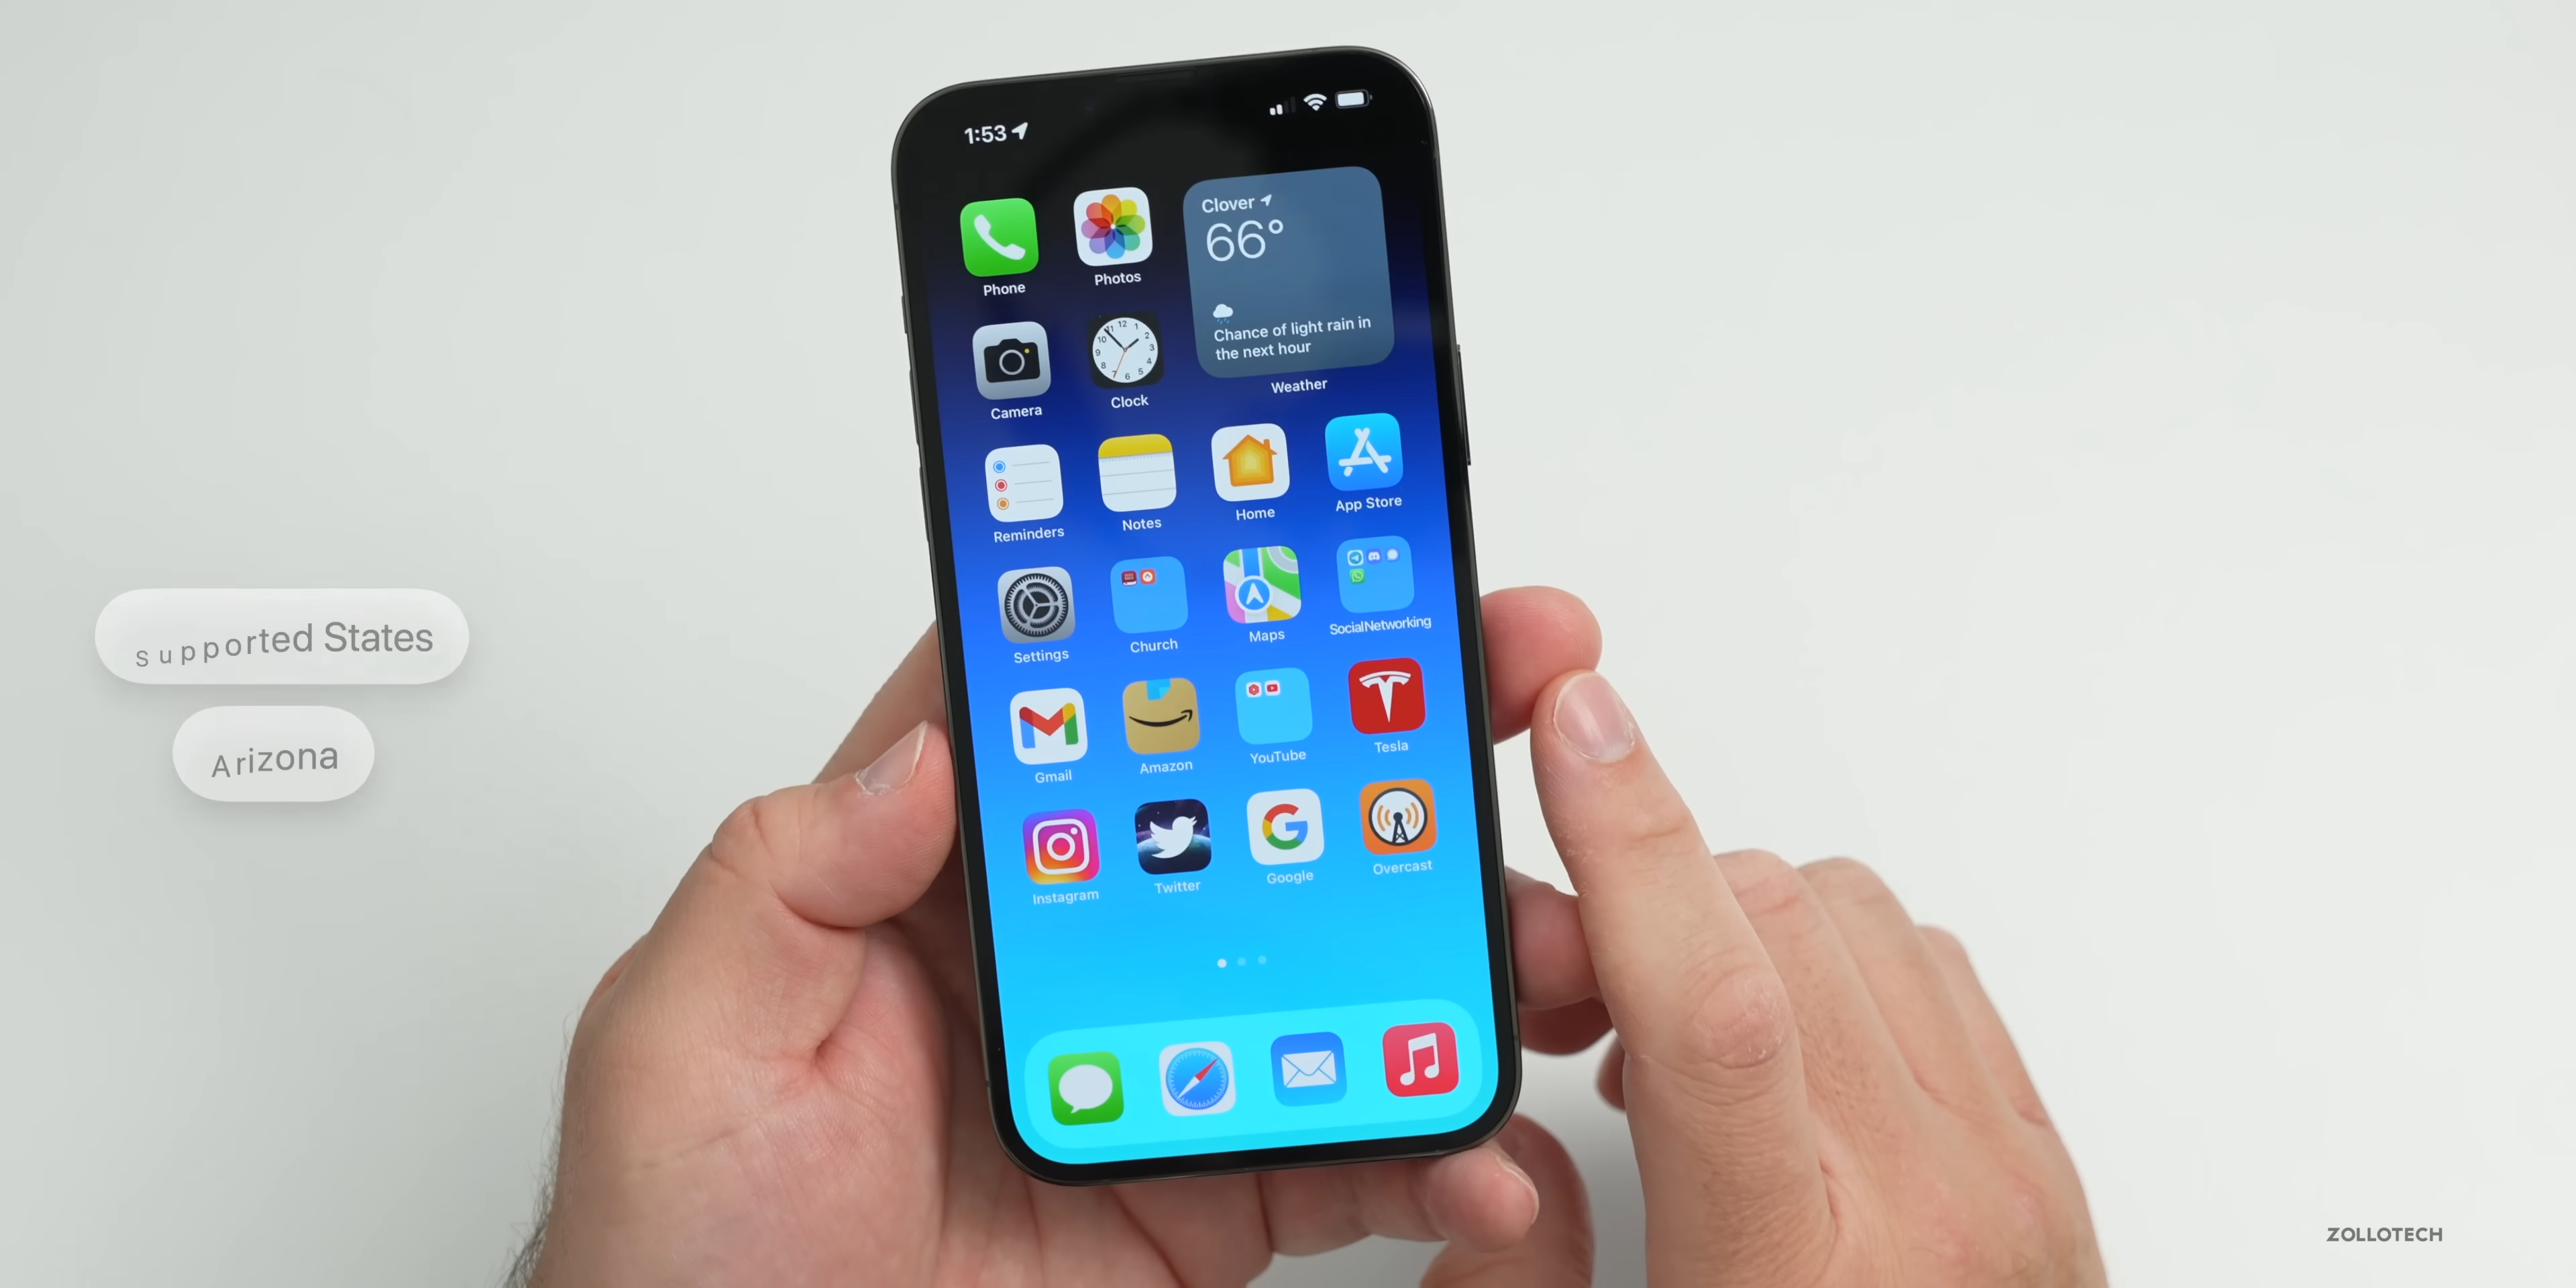 1:53
Clover
66°
Chance of light rain in
the next hour
Weather
Phone
Photos
Camera
Clock
Reminders
Notes
Home
App Store
Settings
Church
Maps
SocialNetworking
Gmail
Amazon
YouTube
Tesla
Instagram
Twitter
Google
Overcast
Supported States
Arizona
ZOLLOTECH